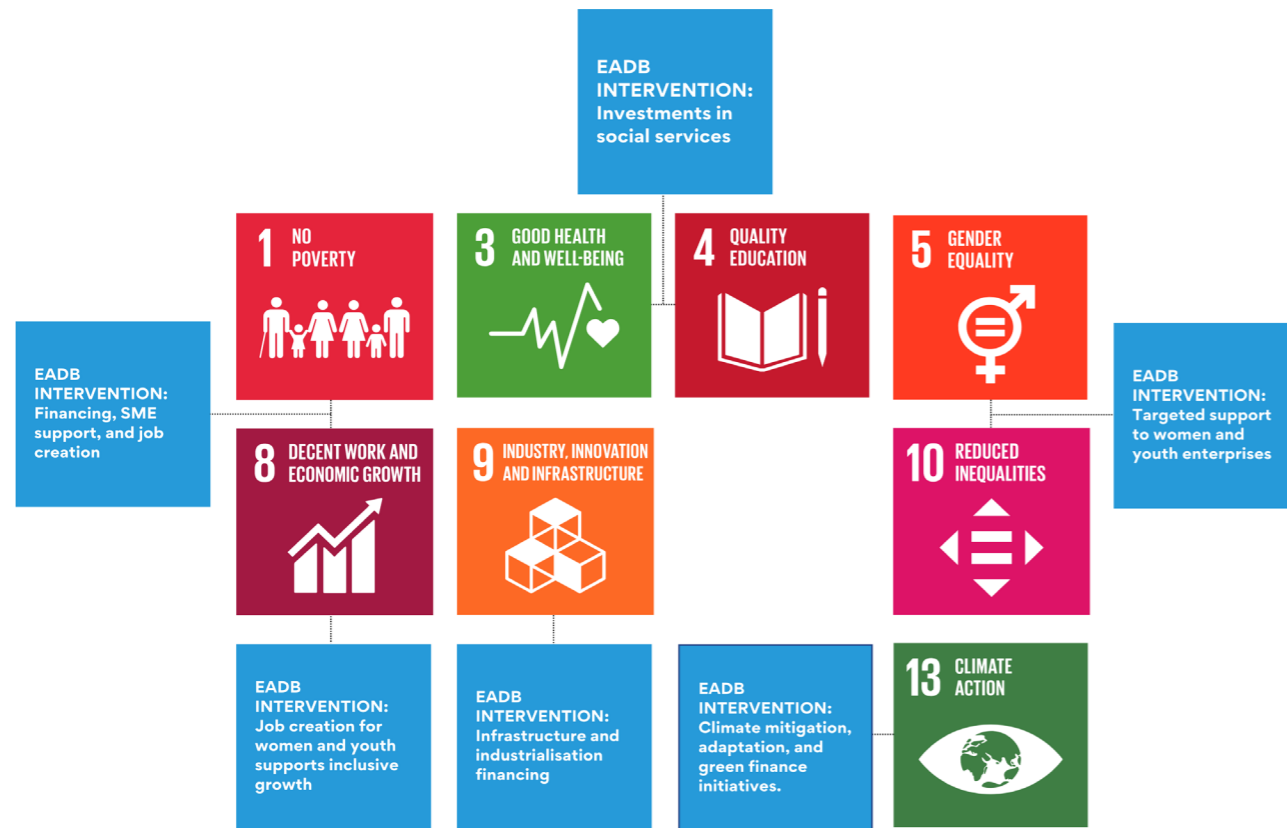 EADB
INTERVENTION:
Investments in
social services
1 NO
POVERTY
3 GOOD HEALTH
AND WELL-BEING
4 QUALITY
EDUCATION
5 GENDER
EQUALITY
EADB
INTERVENTION:
Financing, SME
support, and job
creation
EADB
INTERVENTION:
Targeted support
to women and
youth enterprises
8 DECENT WORK AND
ECONOMIC GROWTH
9 INDUSTRY, INNOVATION
AND INFRASTRUCTURE
10 REDUCED
INEQUALITIES
EADB
INTERVENTION:
Job creation for
women and youth
supports inclusive
growth
EADB
INTERVENTION:
Infrastructure and
industrialisation
financing
EADB
INTERVENTION:
Climate mitigation,
adaptation, and
green finance
initiatives.
13 CLIMATE
ACTION